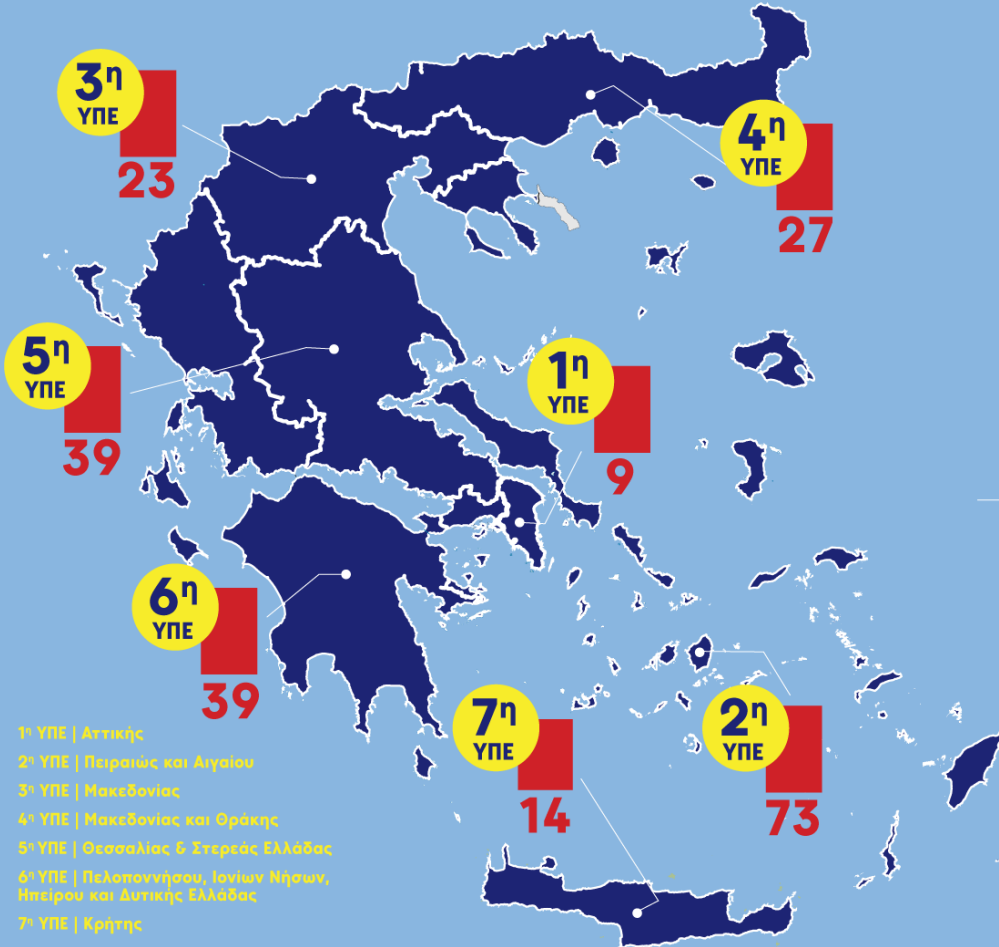 3η
ΥΠΕ
23
4η
ΥΠΕ
27
5η
ΥΠΕ
39
1η
ΥΠΕ
9
6η
ΥΠΕ
39
7η
ΥΠΕ
14
2η
ΥΠΕ
73
1η ΥΠΕ | Αττικής
2η ΥΠΕ | Πειραιώς και Αιγαίου
3η ΥΠΕ | Μακεδονίας
4η ΥΠΕ | Μακεδονίας και Θράκης
5η ΥΠΕ | Θεσσαλίας & Στερεάς Ελλάδας
6η ΥΠΕ | Πελοποννήσου, Ιονίων Νήσων,
Ηπείρου και Δυτικής Ελλάδας
7η ΥΠΕ | Κρήτης